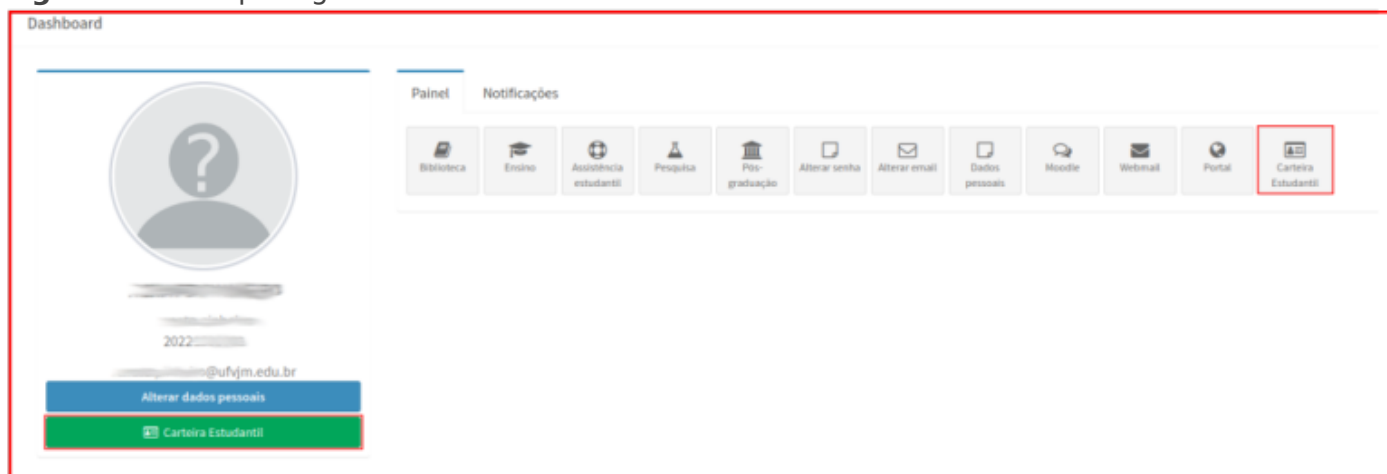 Dashboard
Painel Notificações
Biblioteca
Ensino
Assistência
estudantil
Pesquisa
Pós-
graduação
Alterar senha
Alterar email
Dados
pessoais
Moodle
Webmail
Portal
Carteira
Estudantil
2022
@ufvjm.edu.br
Alterar dados pessoais
Carteira Estudantil